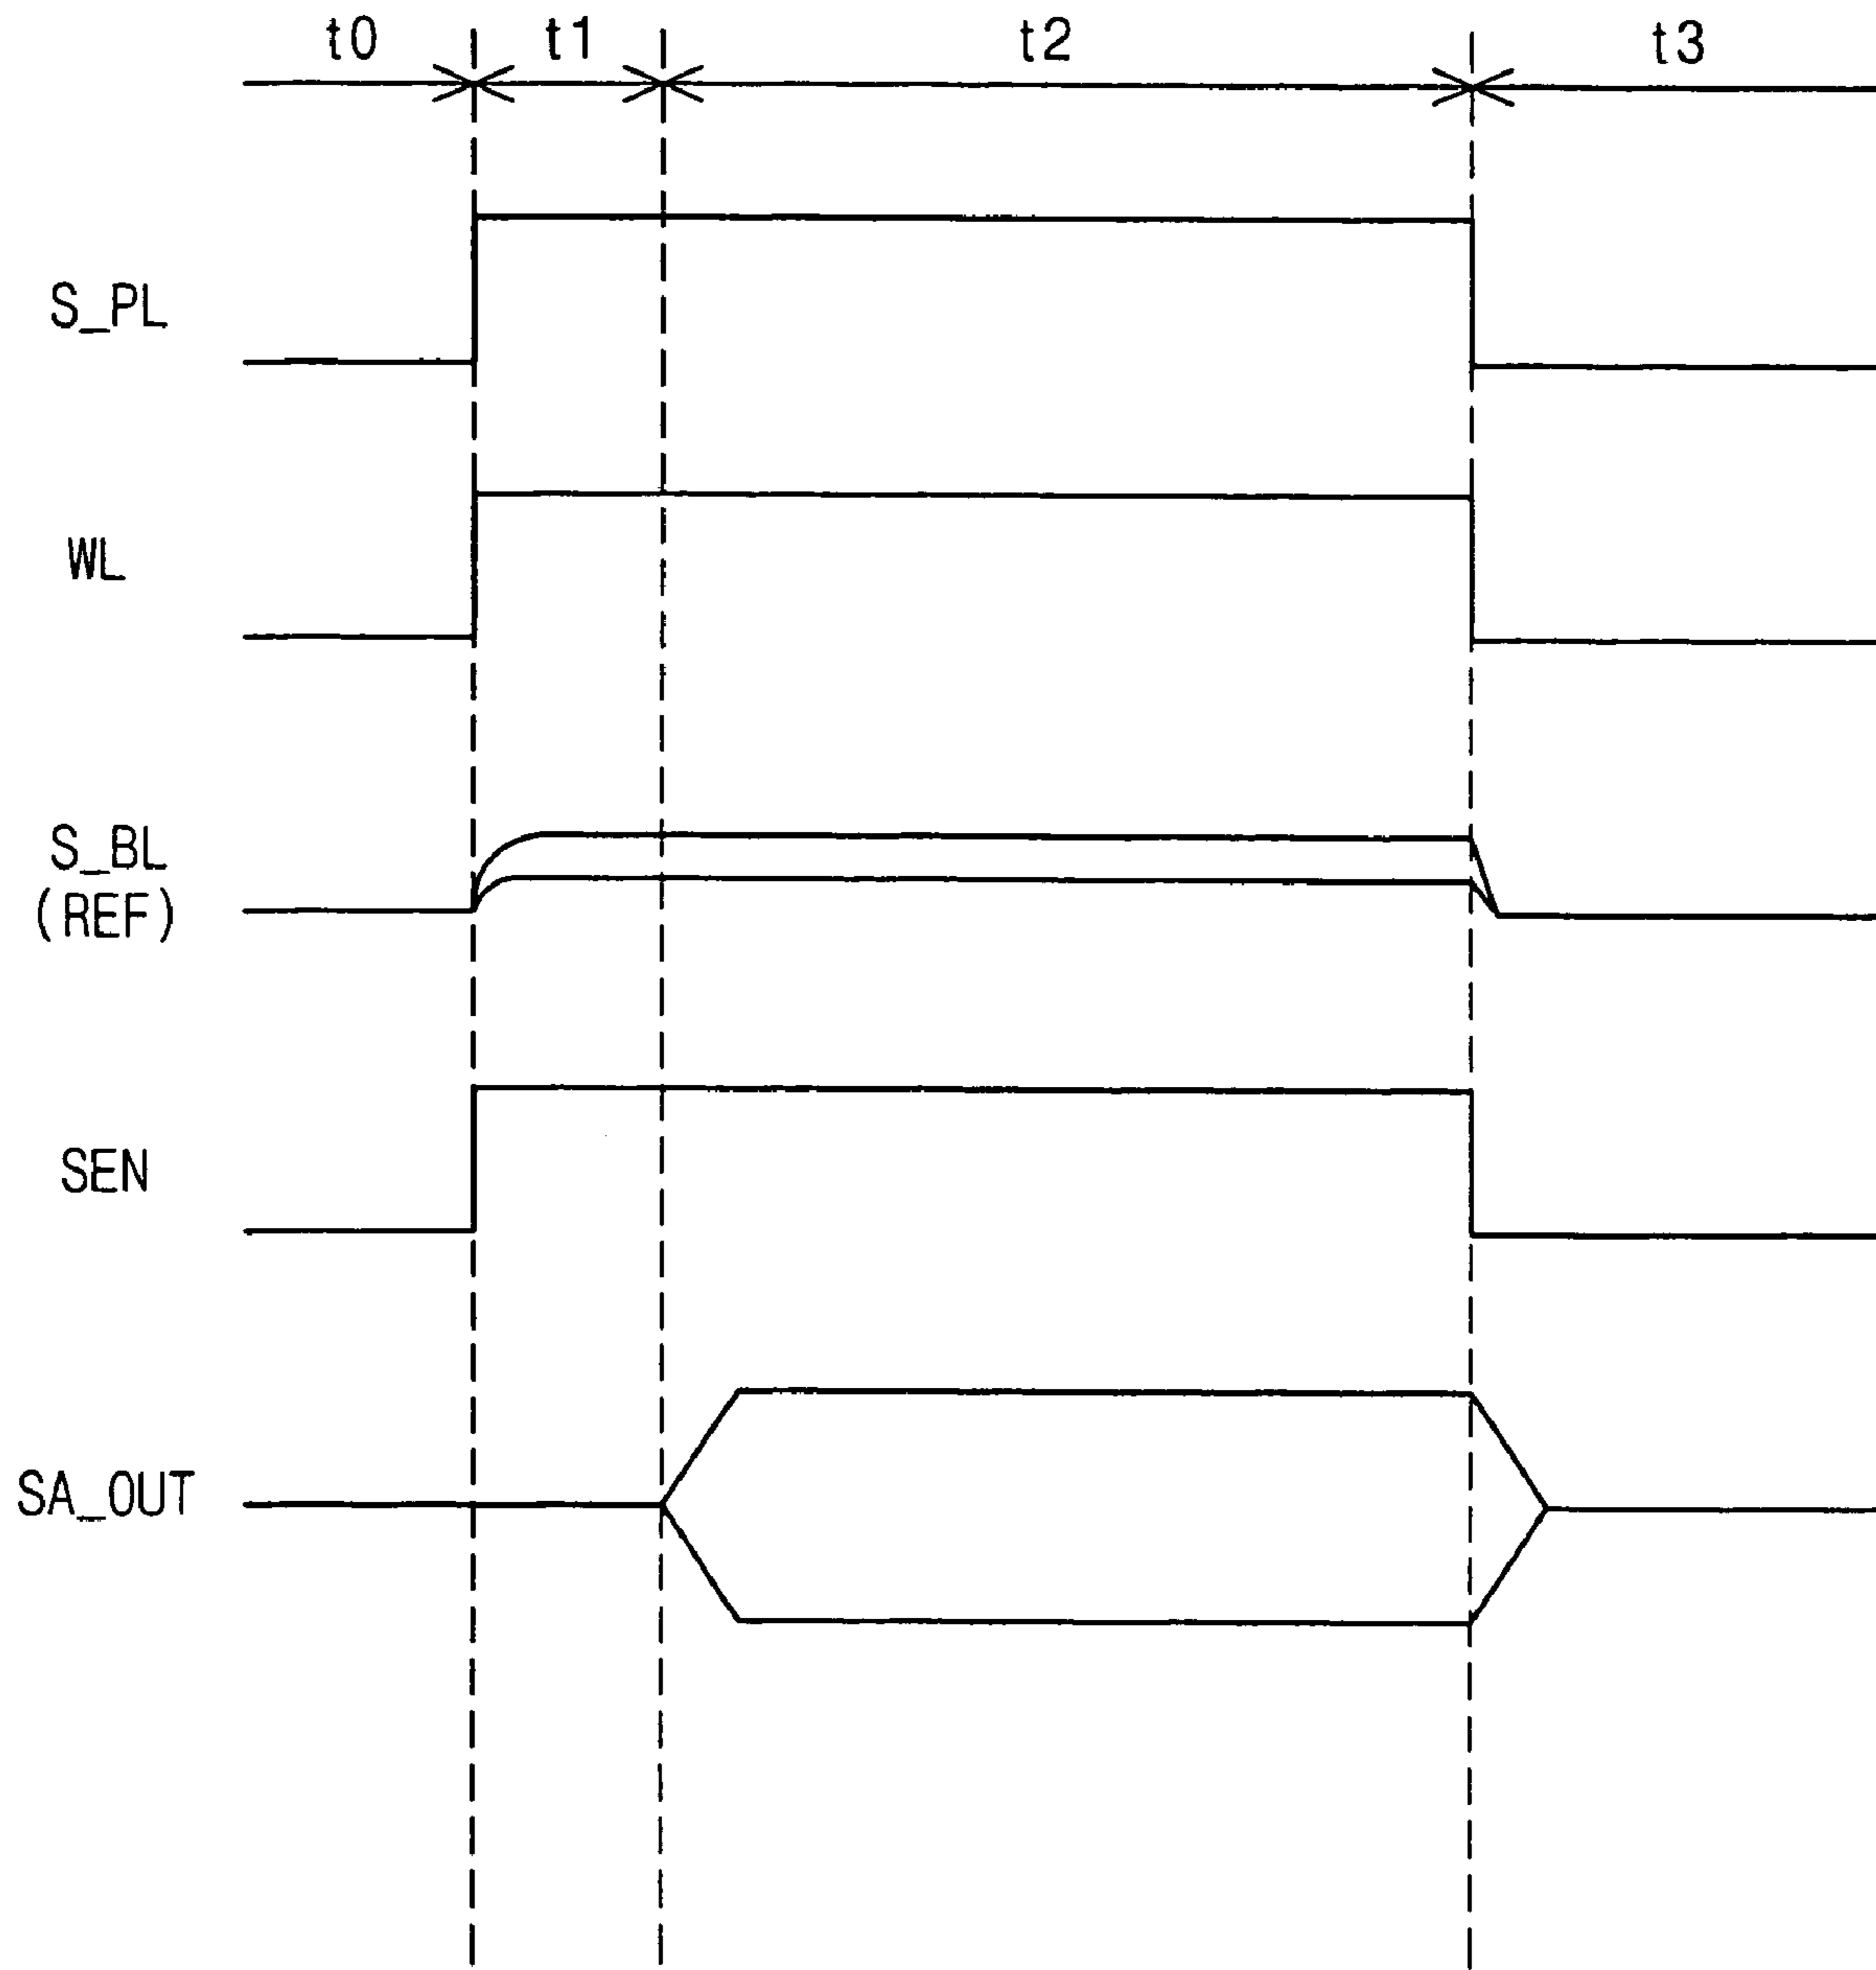 t0 t1 t2 t3
S_PL
WL
S_BL
(REF)
SEN
SA_OUT